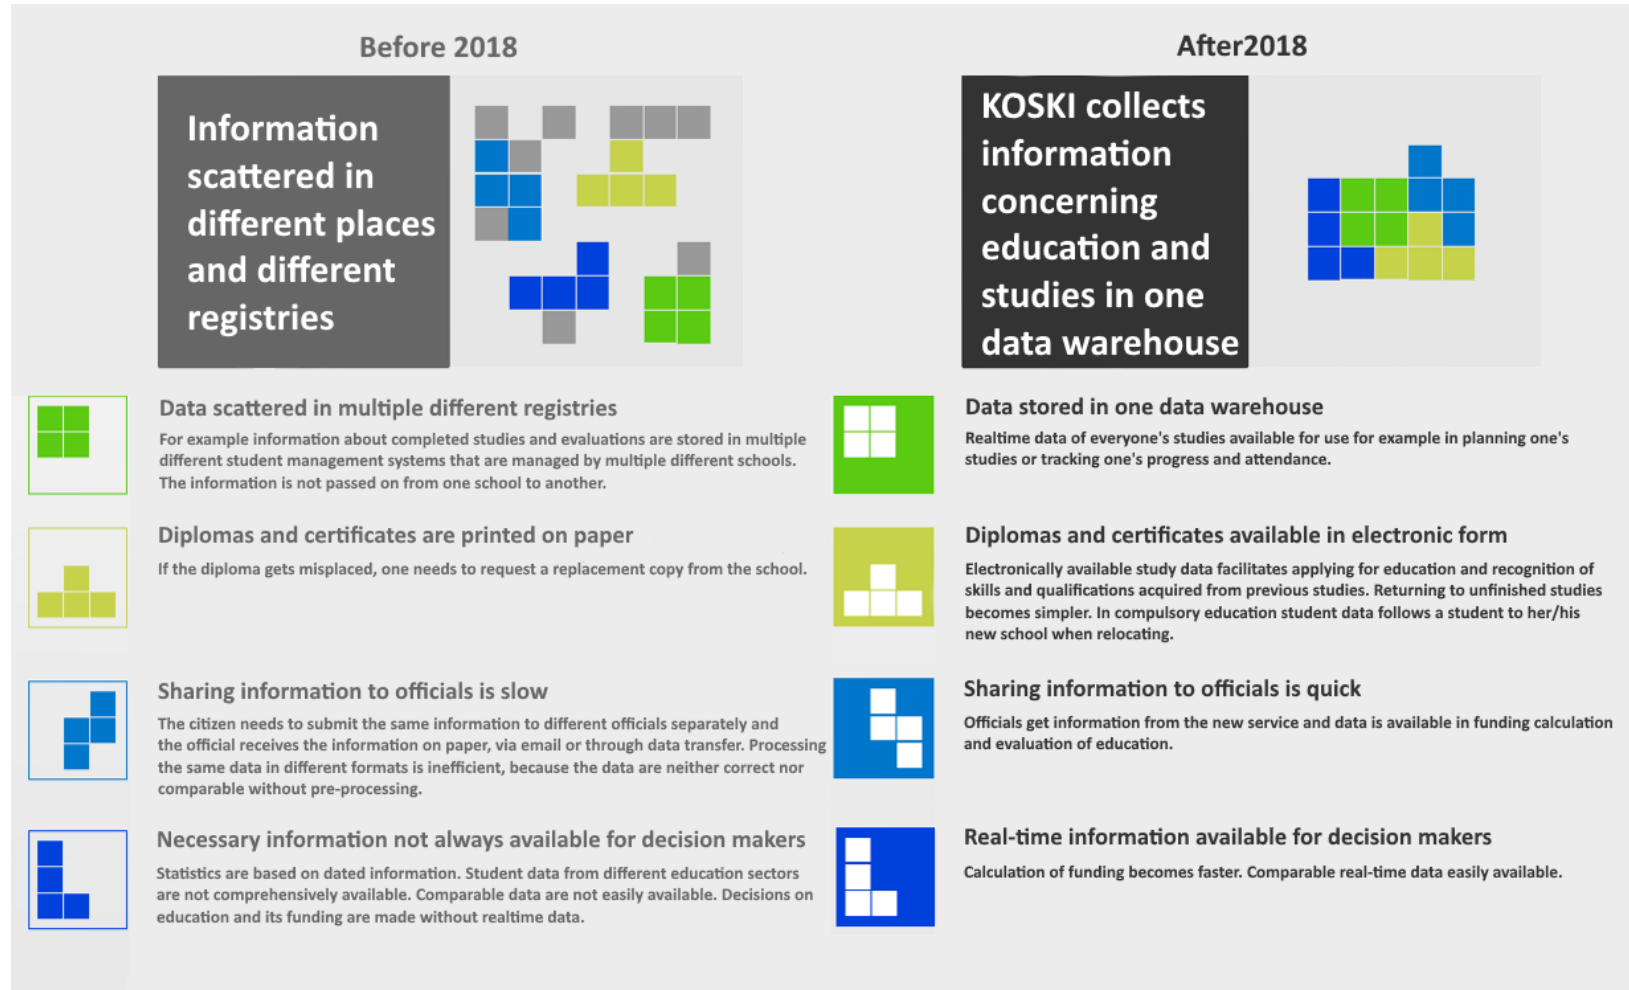 Before 2018
Information
scattered in
different places
and different
registries
Data scattered in multiple different registries
For example information about completed studies and evaluations are stored in multiple
different student management systems that are managed by multiple different schools.
The information is not passed on from one school to another.
Diplomas and certificates are printed on paper
If the diploma gets misplaced, one needs to request a replacement copy from the school.
Sharing information to officials is slow
The citizen needs to submit the same information to different officials separately and
the official receives the information on paper, via email or through data transfer. Processing
the same data in different formats is inefficient, because the data are neither correct nor
comparable without pre-processing.
Necessary information not always available for decision makers
Statistics are based on dated information. Student data from different education sectors
are not comprehensively available. Comparable data are not easily available. Decisions on
education and its funding are made without realtime data.
After2018
KOSKI collects
information
concerning
education and
studies in one
data warehouse
Data stored in one data warehouse
Realtime data of everyone's studies available for use for example in planning one's
studies or tracking one's progress and attendance.
Diplomas and certificates available in electronic form
Electronically available study data facilitates applying for education and recognition of
skills and qualifications acquired from previous studies. Returning to unfinished studies
becomes simpler. In compulsory education student data follows a student to her/his
new school when relocating.
Sharing information to officials is quick
Officials get information from the new service and data is available in funding calculation
and evaluation of education.
Real-time information available for decision makers
Calculation of funding becomes faster. Comparable real-time data easily available.